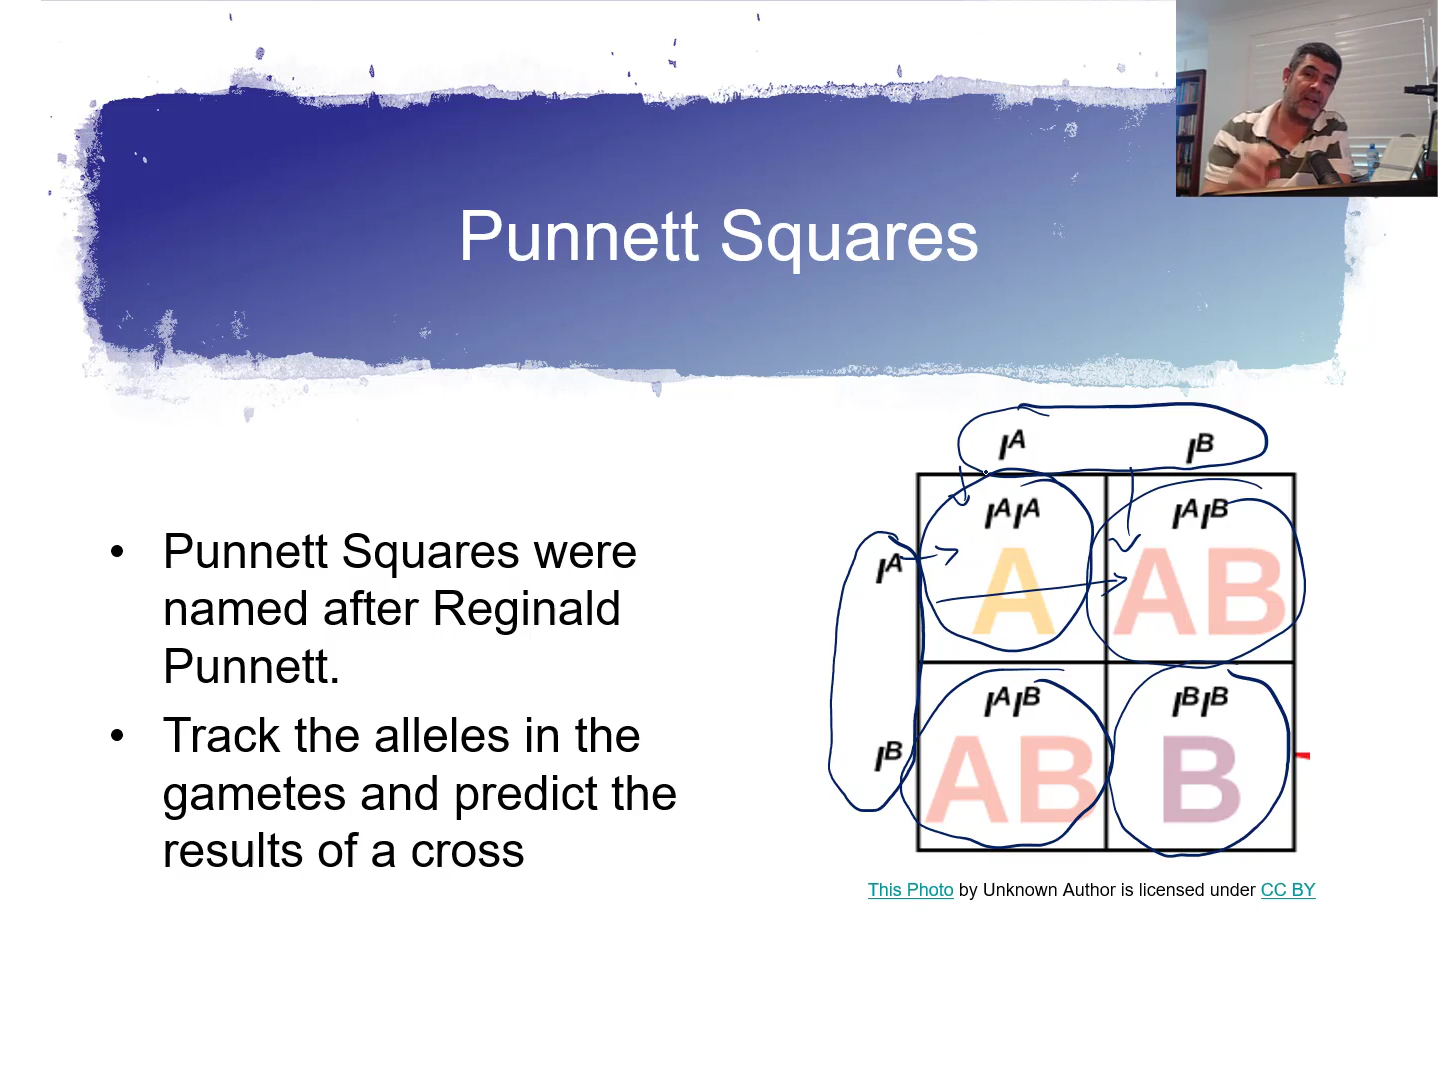 Punnett Squares
• Punnett Squares were
named after Reginald
Punnett.
• Track the alleles in the
gametes and predict the
results of a cross
Iᴬ Iᴮ
IᴬIᴬ IᴬIᴮ
Iᴬ A AB
IᴬIᴮ IᴮIᴮ
Iᴮ AB B
This Photo by Unknown Author is licensed under CC BY